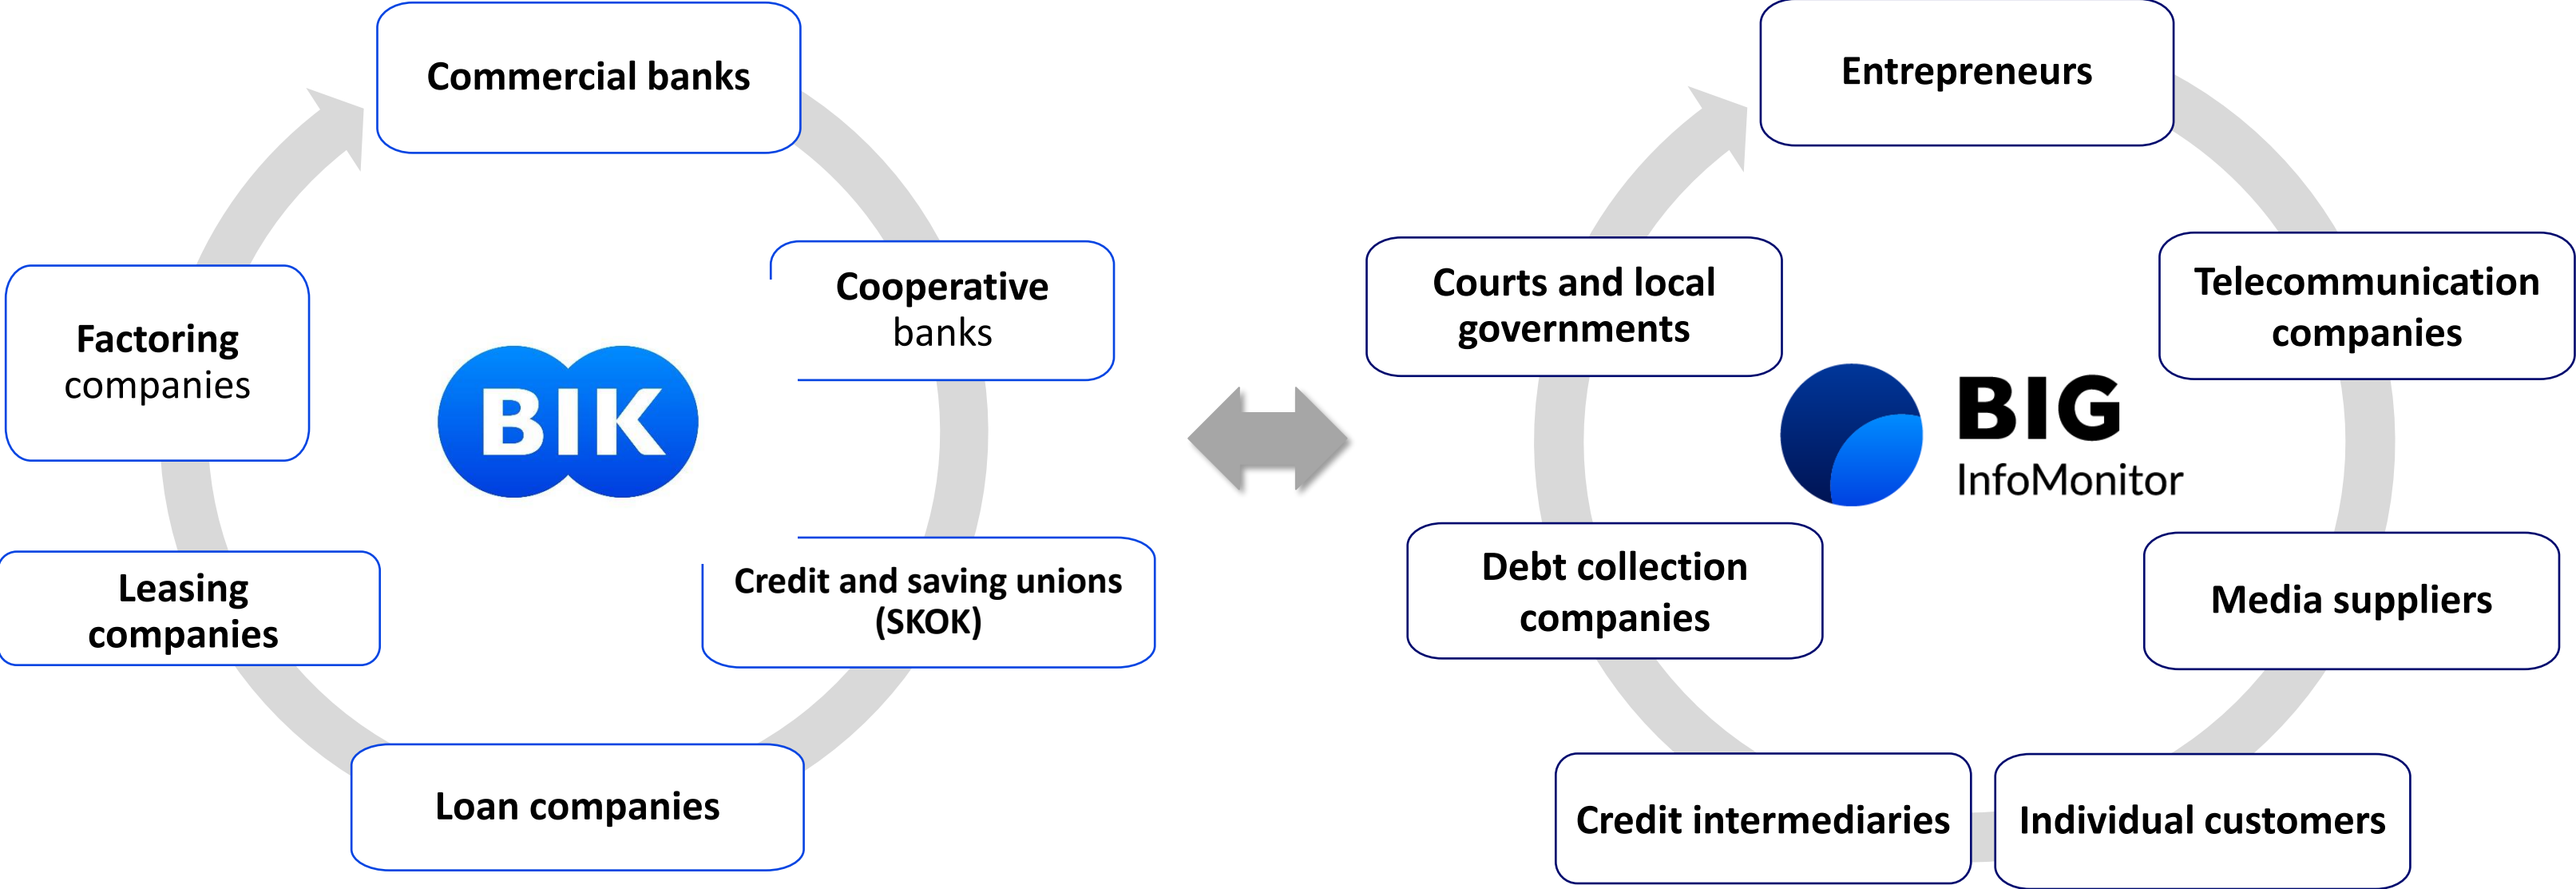 Commercial banks
Cooperative
banks
Credit and saving unions
(SKOK)
Loan companies
Leasing
companies
Factoring
companies
BIK
Entrepreneurs
Telecommunication
companies
Media suppliers
Individual customers
Credit intermediaries
Debt collection
companies
Courts and local
governments
BIG
InfoMonitor